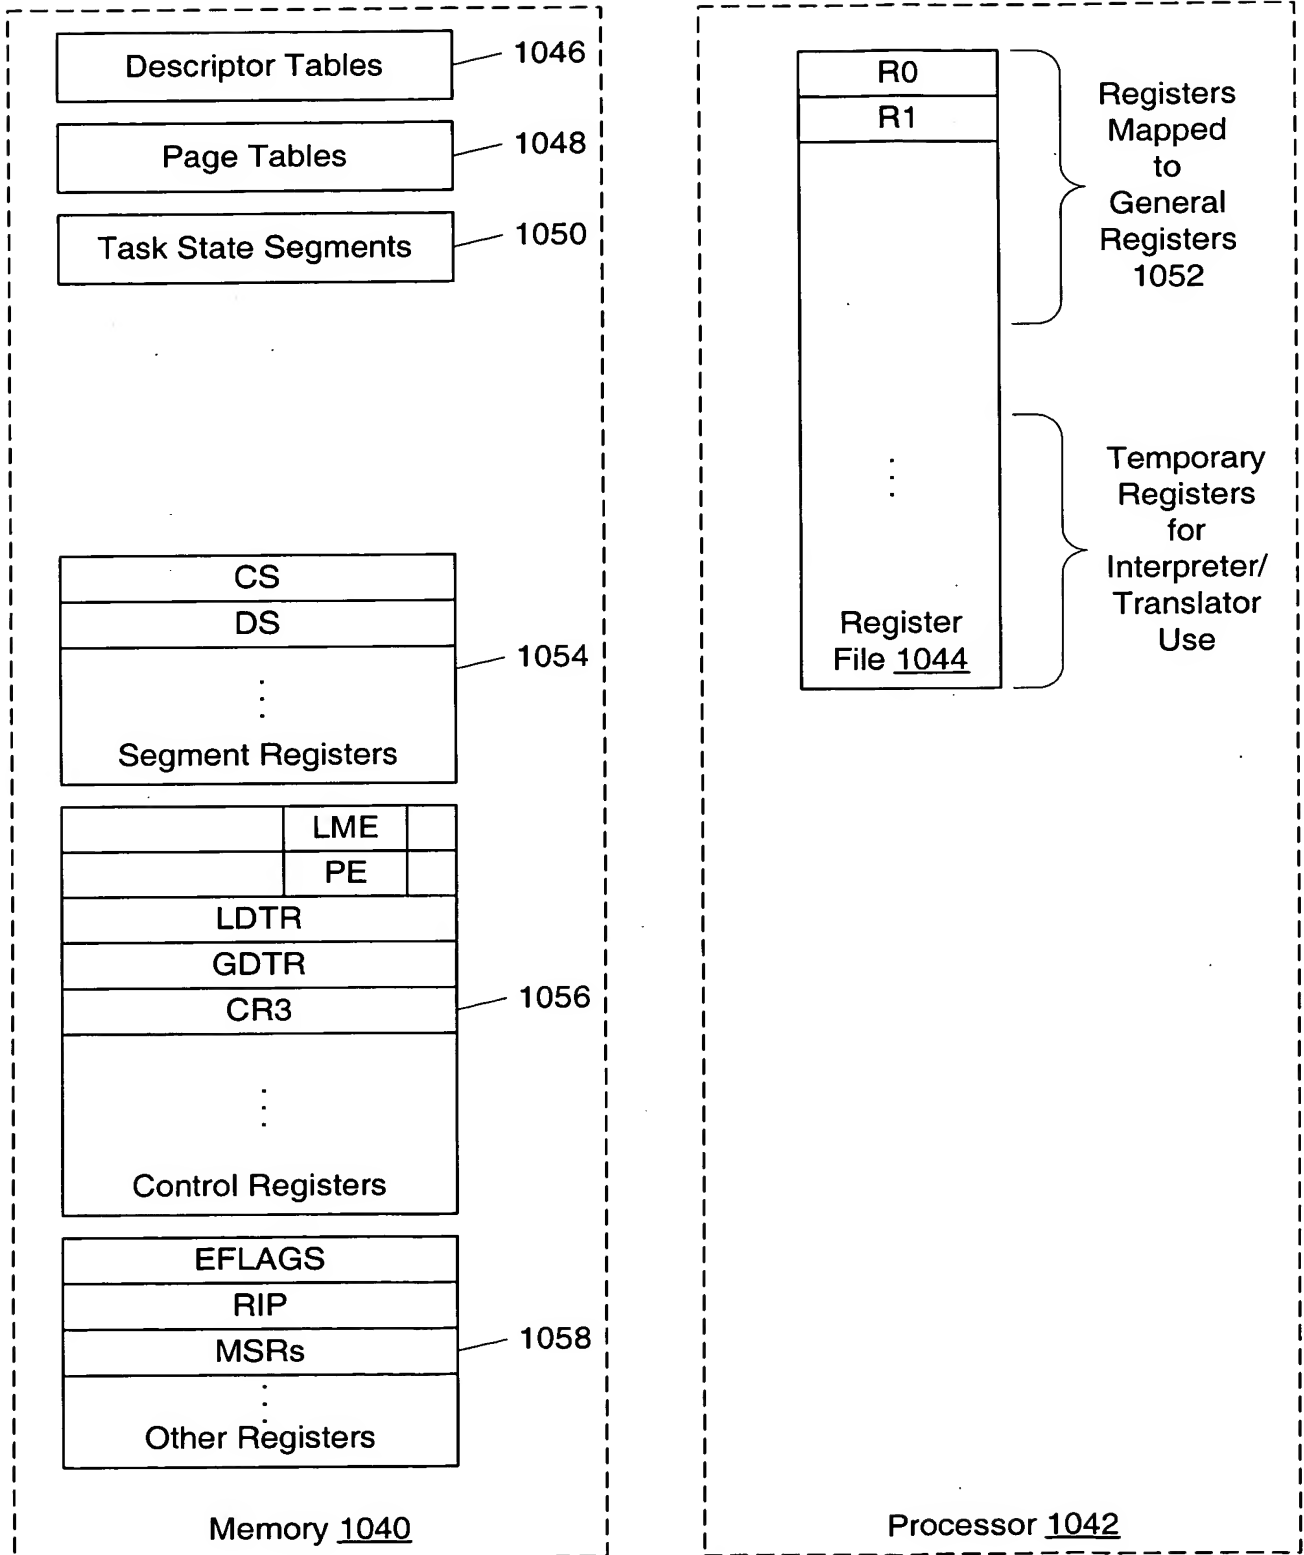 Descriptor Tables
1046
Page Tables
1048
Task State Segments
1050
CS
DS
1054
Segment Registers
LME
PE
LDTR
GDTR
CR3
1056
Control Registers
EFLAGS
RIP
MSRs
1058
Other Registers
Memory 1040
R0
R1
Registers
Mapped
to
General
Registers
1052
Temporary
Registers
for
Interpreter/
Translator
Use
Register
File 1044
Processor 1042